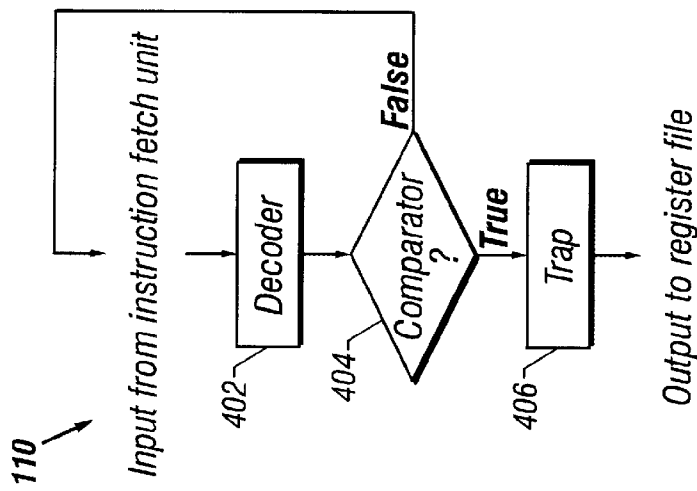 110
Input from instruction fetch unit
402
Decoder
404
Comparator
?
False
True
406
Trap
Output to register file